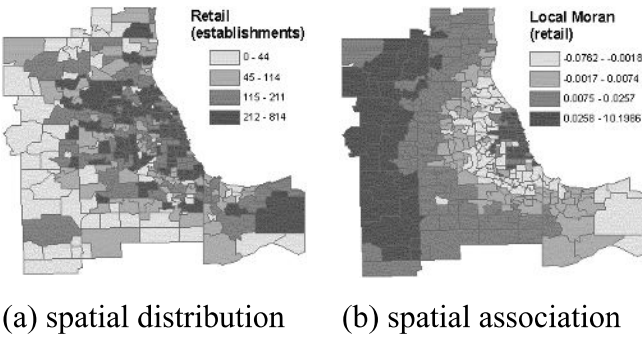 Retail
(establishments)
0 - 44
45 - 114
115 - 211
212 - 814
Local Moran
(retail)
-0.0762 - -0.0018
-0.0017 - 0.0074
0.0075 - 0.0257
0.0258 - 10.1986
(a) spatial distribution
(b) spatial association